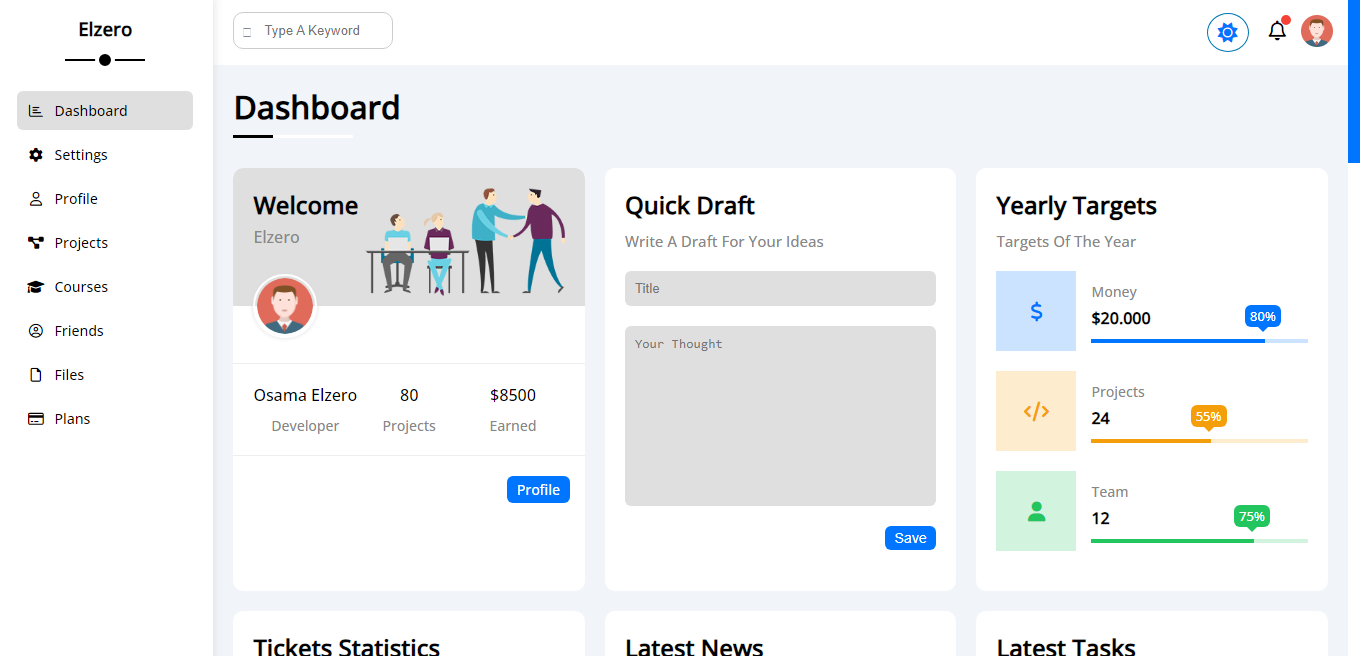 Elzero
Dashboard
Settings
Profile
Projects
Courses
Friends
Files
Plans
Type A Keyword
Dashboard
Welcome
Elzero
Osama Elzero
Developer
80
Projects
$8500
Earned
Profile
Quick Draft
Write A Draft For Your Ideas
Title
Your Thought
Save
Yearly Targets
Targets Of The Year
Money
$20.000
80%
Projects
24
55%
Team
12
75%
Tickets Statistics
Latest News
Latest Tasks